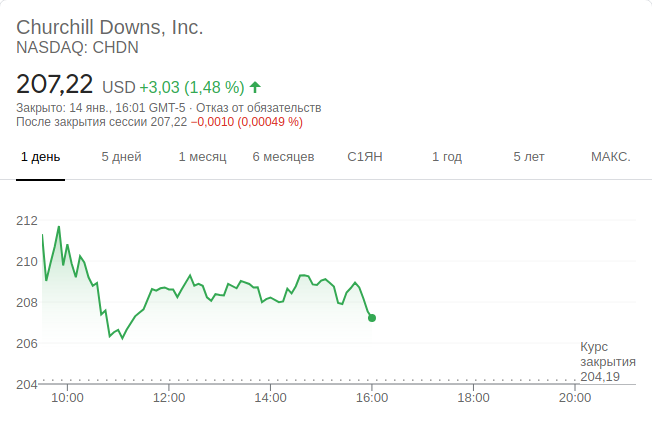 Churchill Downs, Inc.
NASDAQ: CHDN
207,22 USD +3,03 (1,48 %)
Закрыто: 14 янв., 16:01 GMT-5 · Отказ от обязательств
После закрытия сессии 207,22 −0,0010 (0,00049 %)
1 день 5 дней 1 месяц 6 месяцев С1ЯН 1 год 5 лет МАКС.
212
210
208
206
204
Курс
закрытия
204,19
10:00 12:00 14:00 16:00 18:00 20:00